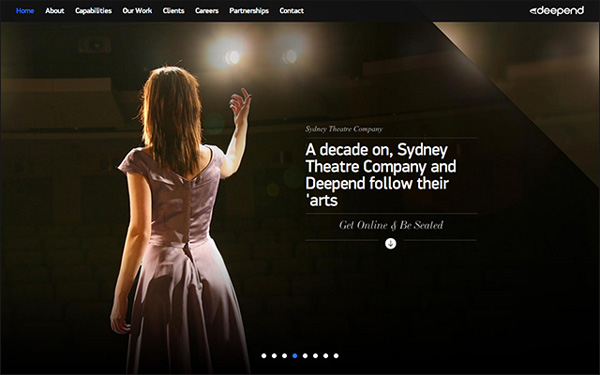 Home About Capabilities Our Work Clients Careers Partnerships Contact
deepend
Sydney Theatre Company
A decade on, Sydney
Theatre Company and
Deepend follow their
'arts
Get Online & Be Seated